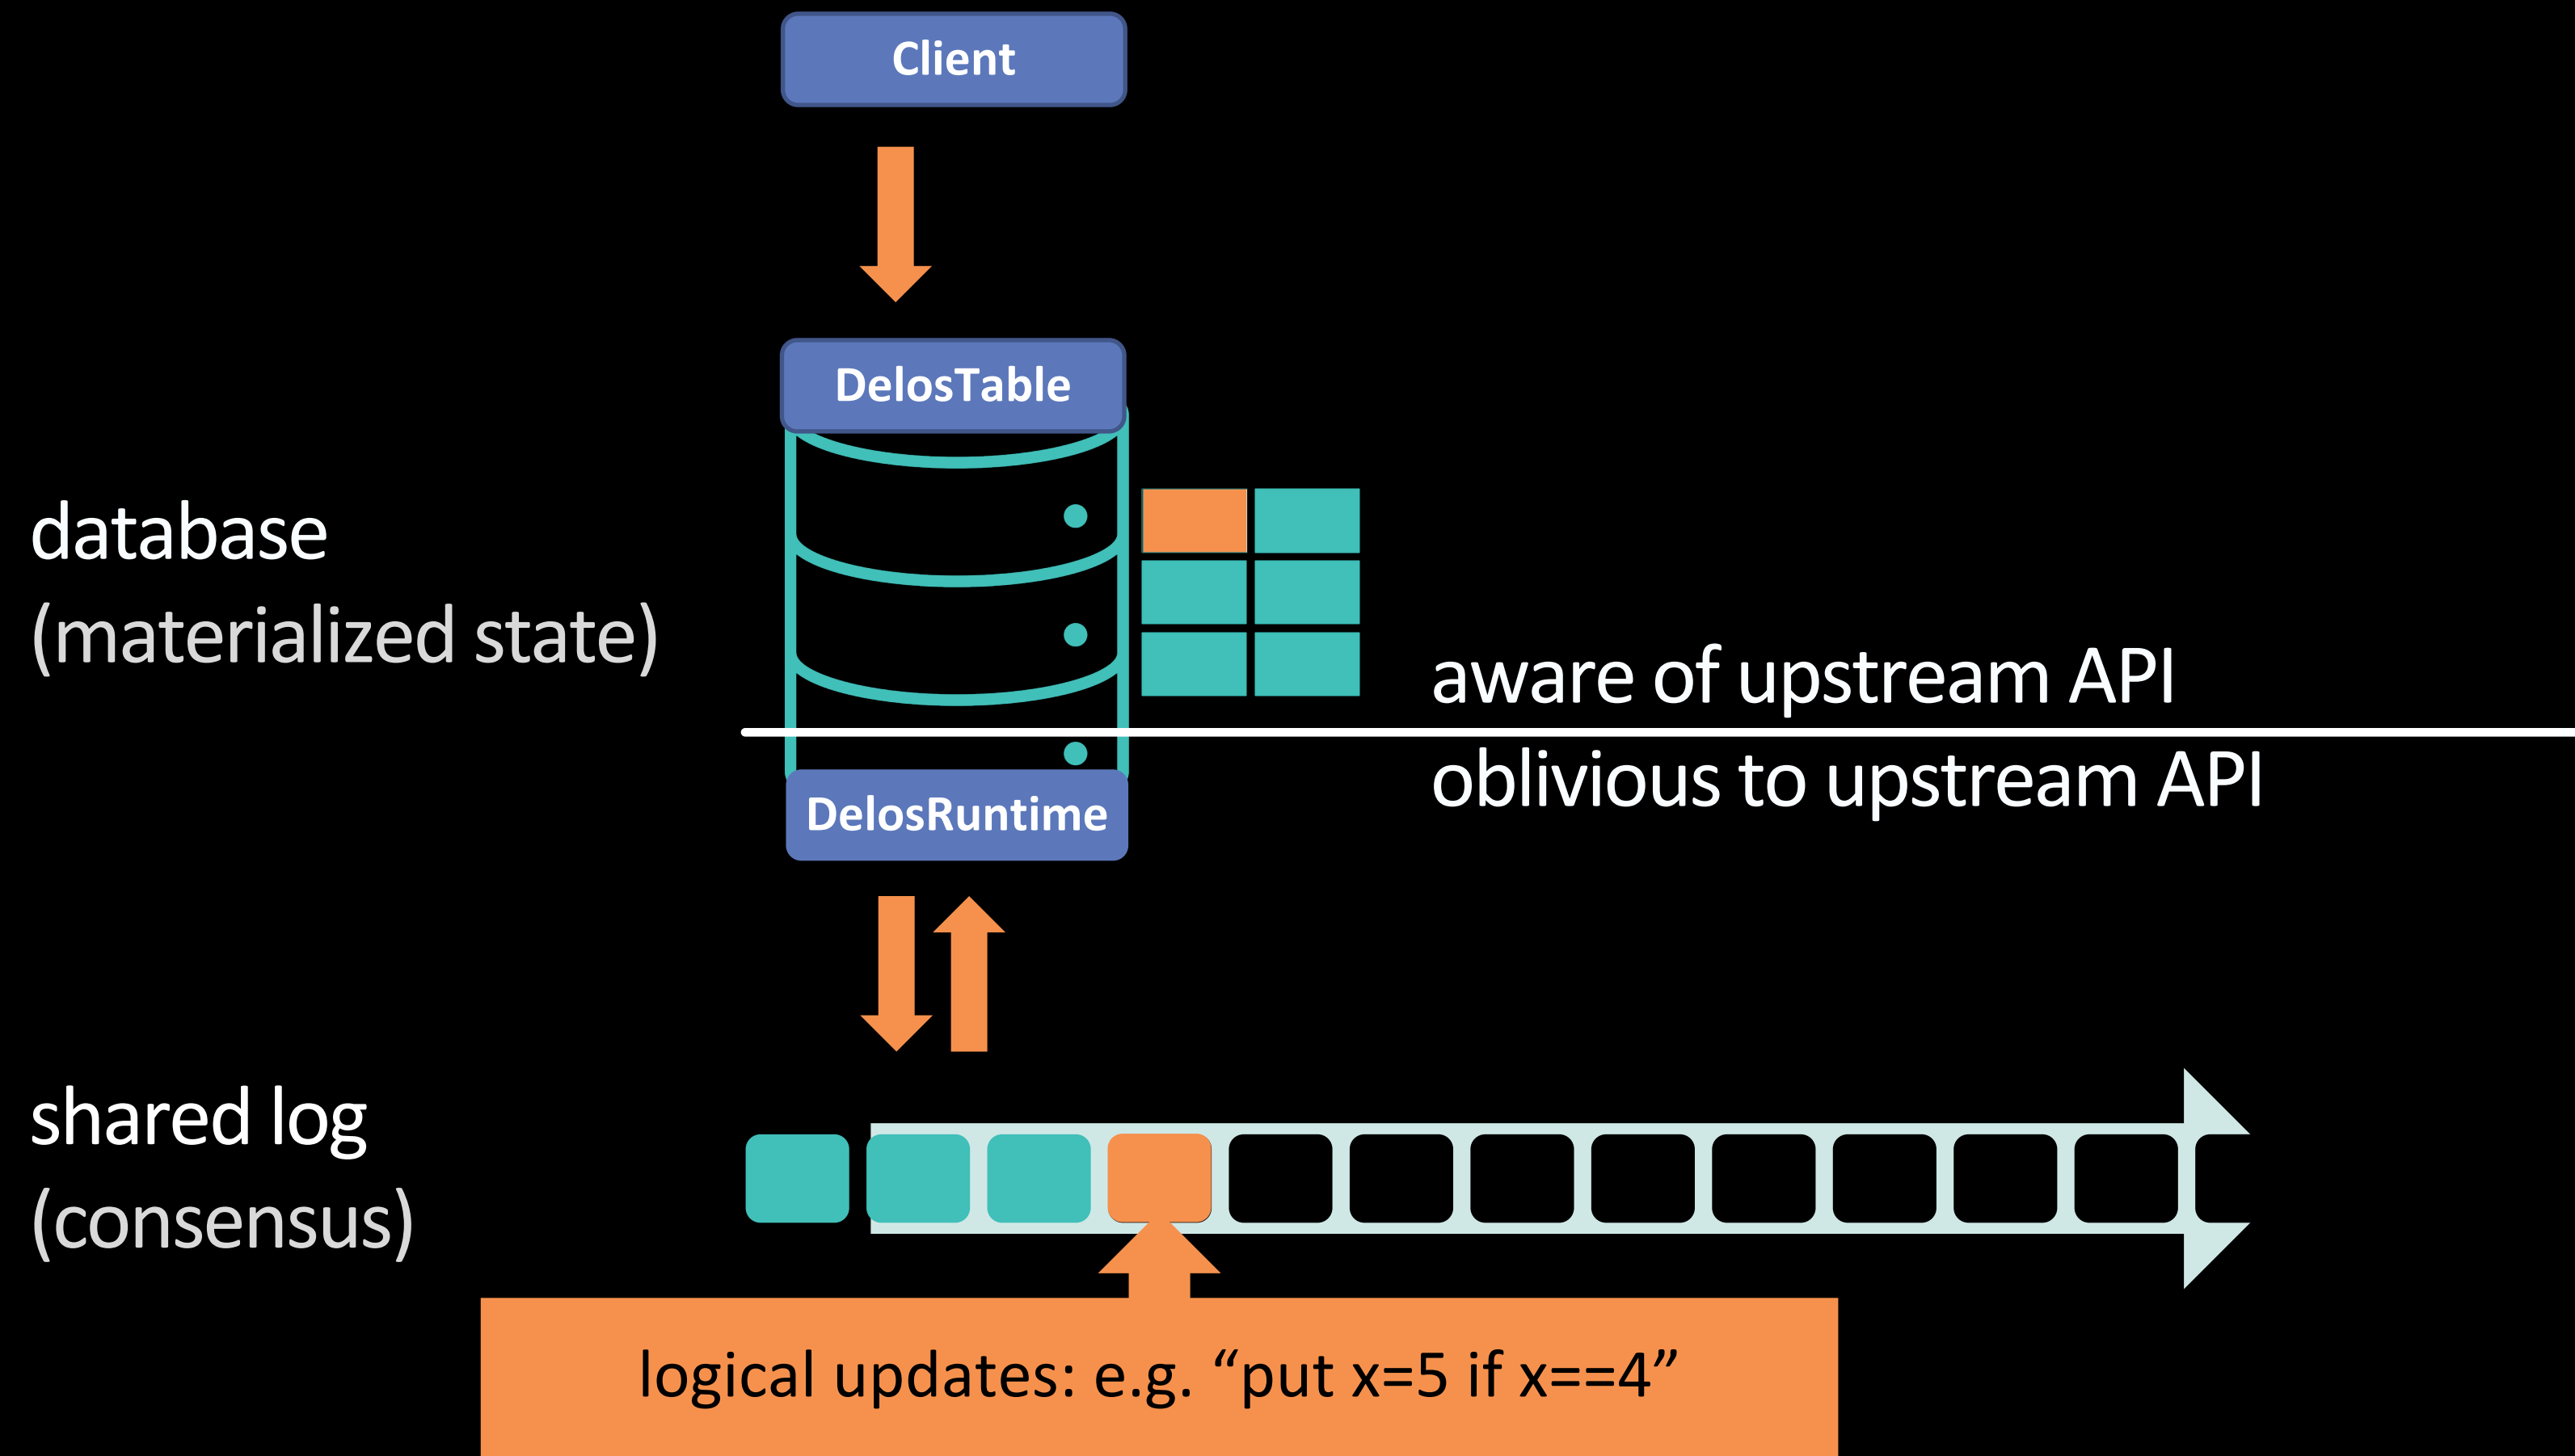 Client
DelosTable
database
(materialized state)
aware of upstream API
oblivious to upstream API
DelosRuntime
shared log
(consensus)
logical updates: e.g. “put x=5 if x==4”